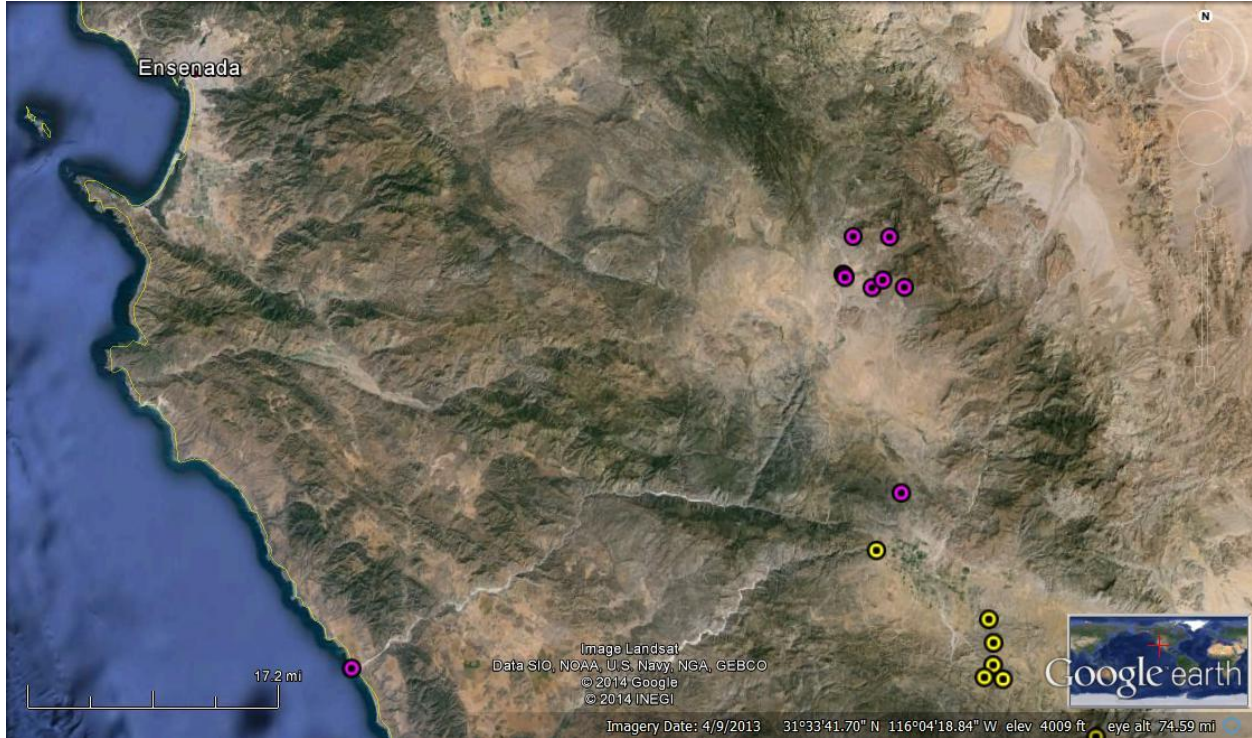 N
Ensenada
17.2 mi
Image Landsat
Data SIO, NOAA, U.S. Navy, NGA, GEBCO
© 2014 Google
© 2014 INEGI
Google earth
Imagery Date: 4/9/2013 31°33'41.70" N 116°04'18.84" W elev 4009 ft eye alt 74.59 mi